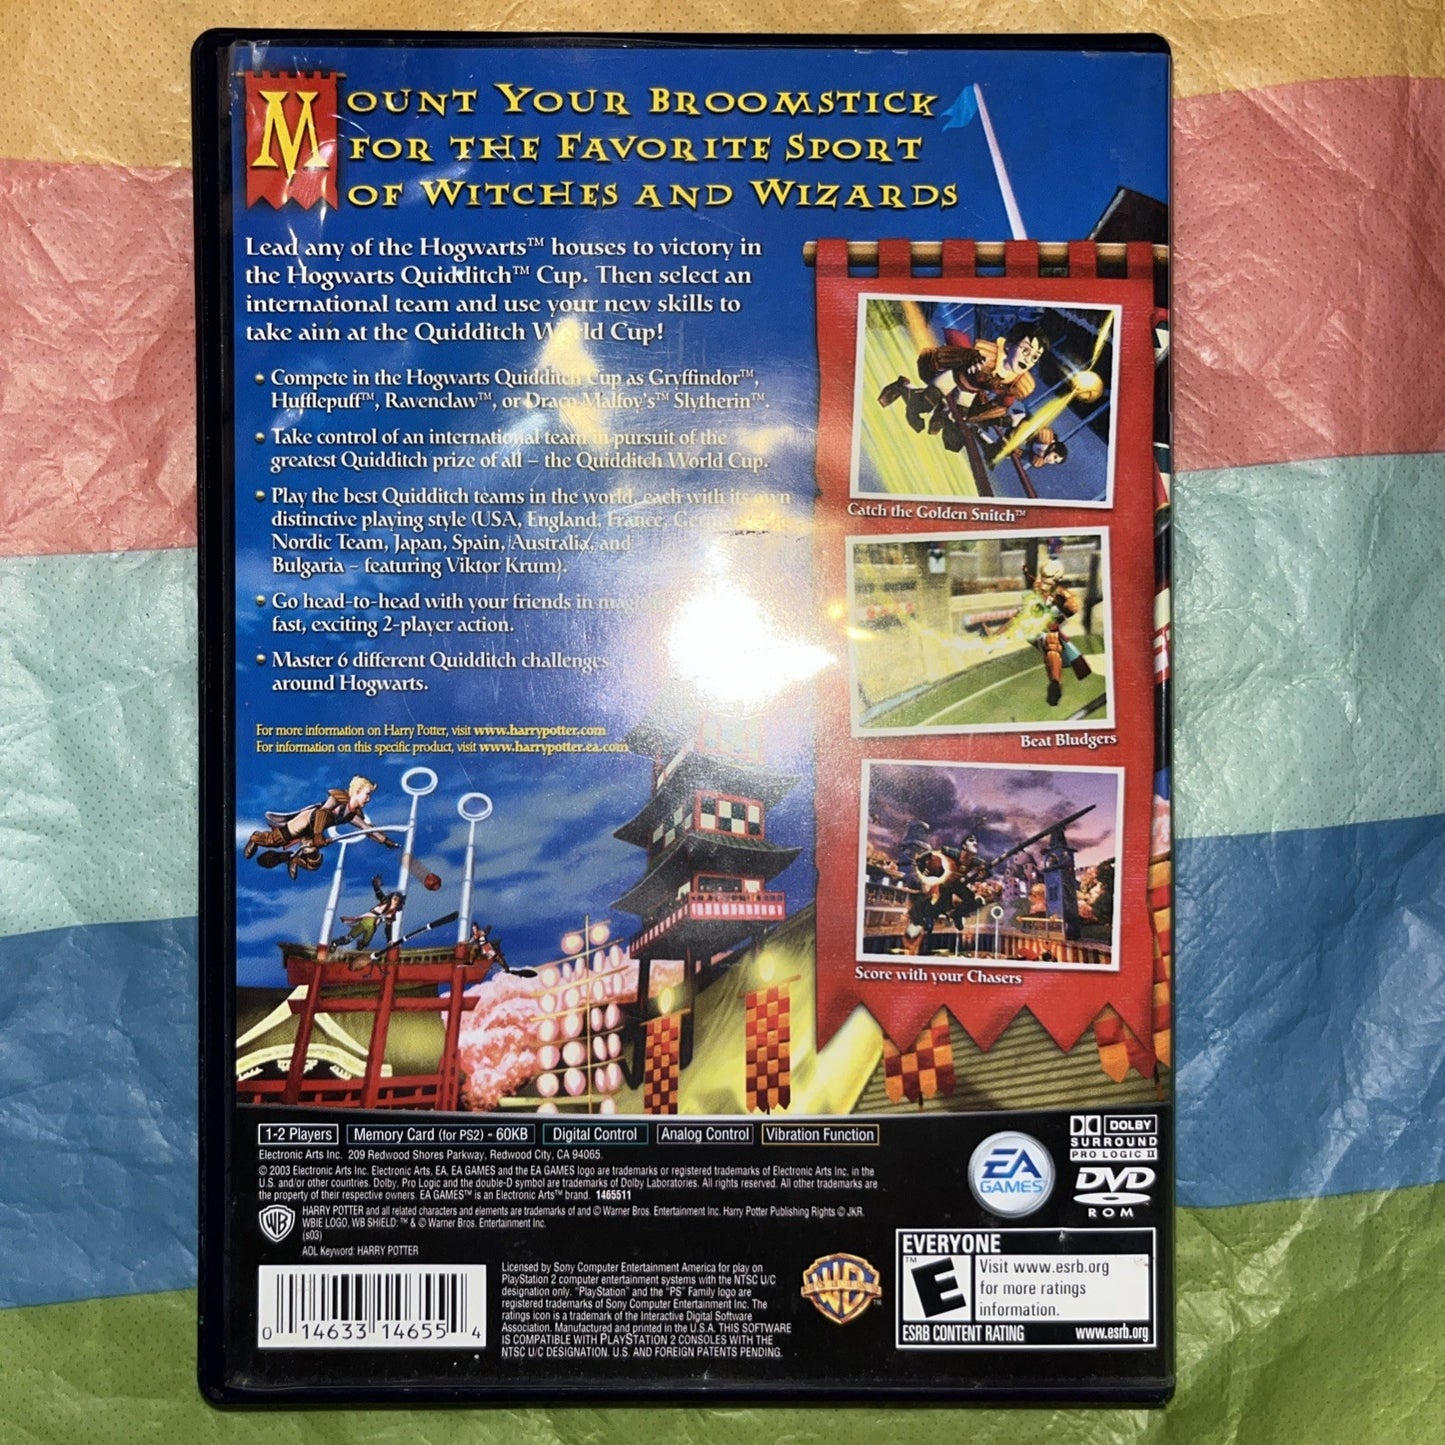 MOUNT YOUR BROOMSTICK
FOR THE FAVORITE SPORT
OF WITCHES AND WIZARDS
Lead any of the Hogwarts™ houses to victory in
the Hogwarts Quidditch™ Cup. Then select an
international team and use your new skills to
take aim at the Quidditch World Cup!
• Compete in the Hogwarts Quidditch Cup as Gryffindor™,
Hufflepuff™, Ravenclaw™, or Draco Malfoy's™ Slytherin™.
• Take control of an international team in pursuit of the
greatest Quidditch prize of all – the Quidditch World Cup.
• Play the best Quidditch teams in the world, each with its own
distinctive playing style (USA, England, France,
Nordic Team, Japan, Spain, Australia, and
Bulgaria – featuring Viktor Krum).
• Go head-to-head with your friends in
fast, exciting 2-player action.
• Master 6 different Quidditch challenges
around Hogwarts.
For more information on Harry Potter, visit www.harrypotter.com
For information on this specific product, visit www.harrypotter.ea.com
Catch the Golden Snitch™
Beat Bludgers
Score with your Chasers
1-2 Players Memory Card (for PS2) - 60KB Digital Control Analog Control Vibration Function
Electronic Arts Inc. 209 Redwood Shores Parkway, Redwood City, CA 94065.
© 2003 Electronic Arts Inc. Electronic Arts, EA, EA GAMES and the EA GAMES logo are trademarks or registered trademarks of Electronic Arts Inc. in the
U.S. and/or other countries. Dolby, Pro Logic and the double-D symbol are trademarks of Dolby Laboratories. All rights reserved. All other trademarks are
the property of their respective owners. EA GAMES™ is an Electronic Arts™ brand. 1465511
WB
HARRY POTTER and all related characters and elements are trademarks of and © Warner Bros. Entertainment Inc. Harry Potter Publishing Rights © JKR.
WBIE LOGO, WB SHIELD: ™ & © Warner Bros. Entertainment Inc.
(s03)
AOL Keyword: HARRY POTTER
EA GAMES
DOLBY
SURROUND
PRO LOGIC II
DVD
ROM
0 14633 14655 4
Licensed by Sony Computer Entertainment America for play on
PlayStation 2 computer entertainment systems with the NTSC U/C
designation only. "PlayStation" and the "PS" Family logo are
registered trademarks of Sony Computer Entertainment Inc. The
ratings icon is a trademark of the Interactive Digital Software
Association. Manufactured and printed in the U.S.A. THIS SOFTWARE
IS COMPATIBLE WITH PLAYSTATION 2 CONSOLES WITH THE
NTSC U/C DESIGNATION. U.S. AND FOREIGN PATENTS PENDING.
WB
EVERYONE
E™
Visit www.esrb.org
for more ratings
information.
ESRB CONTENT RATING www.esrb.org